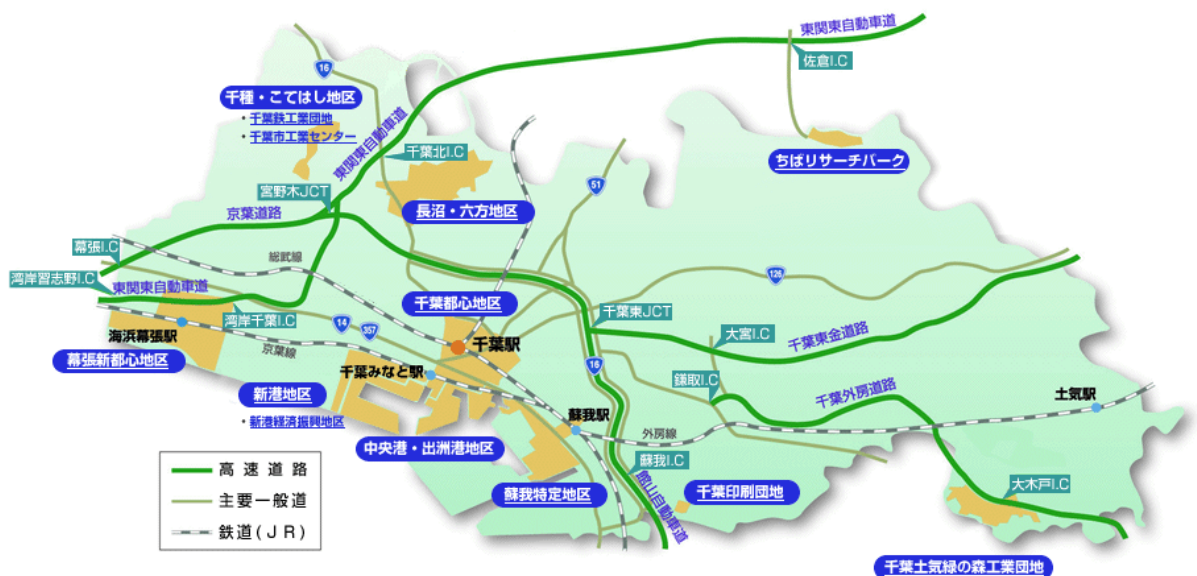 東関東自動車道
佐倉I.C
16
千種・こてはし地区
・千葉鉄工業団地
・千葉市工業センター
東関東自動車道
千葉北I.C
ちばリサーチパーク
51
宮野木JCT
長沼・六方地区
京葉道路
幕張I.C
総武線
湾岸習志野I.C
東関東自動車道
126
千葉都心地区
湾岸千葉I.C
14
357
千葉東JCT
大宮I.C
千葉東金道路
海浜幕張駅
京葉線
千葉駅
幕張新都心地区
千葉みなと駅
16
鎌取I.C
千葉外房道路
土気駅
新港地区
・新港経済振興地区
蘇我駅
外房線
中央港・出洲港地区
蘇我I.C
高速道路
主要一般道
鉄道(JR)
蘇我特定地区
館山自動車道
千葉印刷団地
大木戸I.C
千葉土気緑の森工業団地